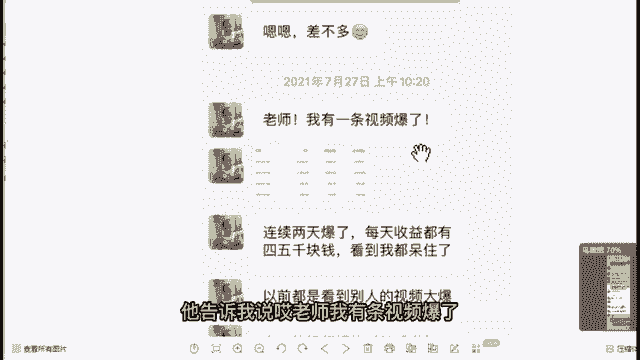 嗯嗯，差不多
2021年7月27日 上午10:20
老师！我有一条视频爆了！
连续两天爆了，每天收益都有
四五千块钱，看到我都呆住了
以前都是看到别人的视频大爆
他告诉我说哎老师我有条视频爆了
查看所有图片